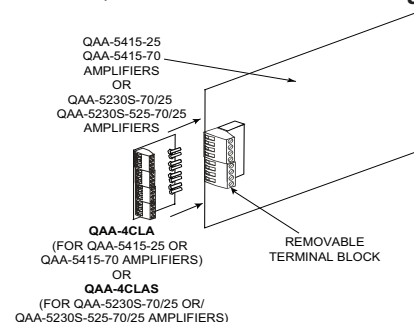 QAA-5415-25
QAA-5415-70
AMPLIFIERS
OR
QAA-5230S-70/25
QAA-5230S-525-70/25
AMPLIFIERS
QAA-4CLA
(FOR QAA-5415-25 OR
QAA-5415-70 AMPLIFIERS)
OR
QAA-4CLAS
(FOR QAA-5230S-70/25 OR/
QAA-5230S-525-70/25 AMPLIFIERS)
REMOVABLE
TERMINAL BLOCK